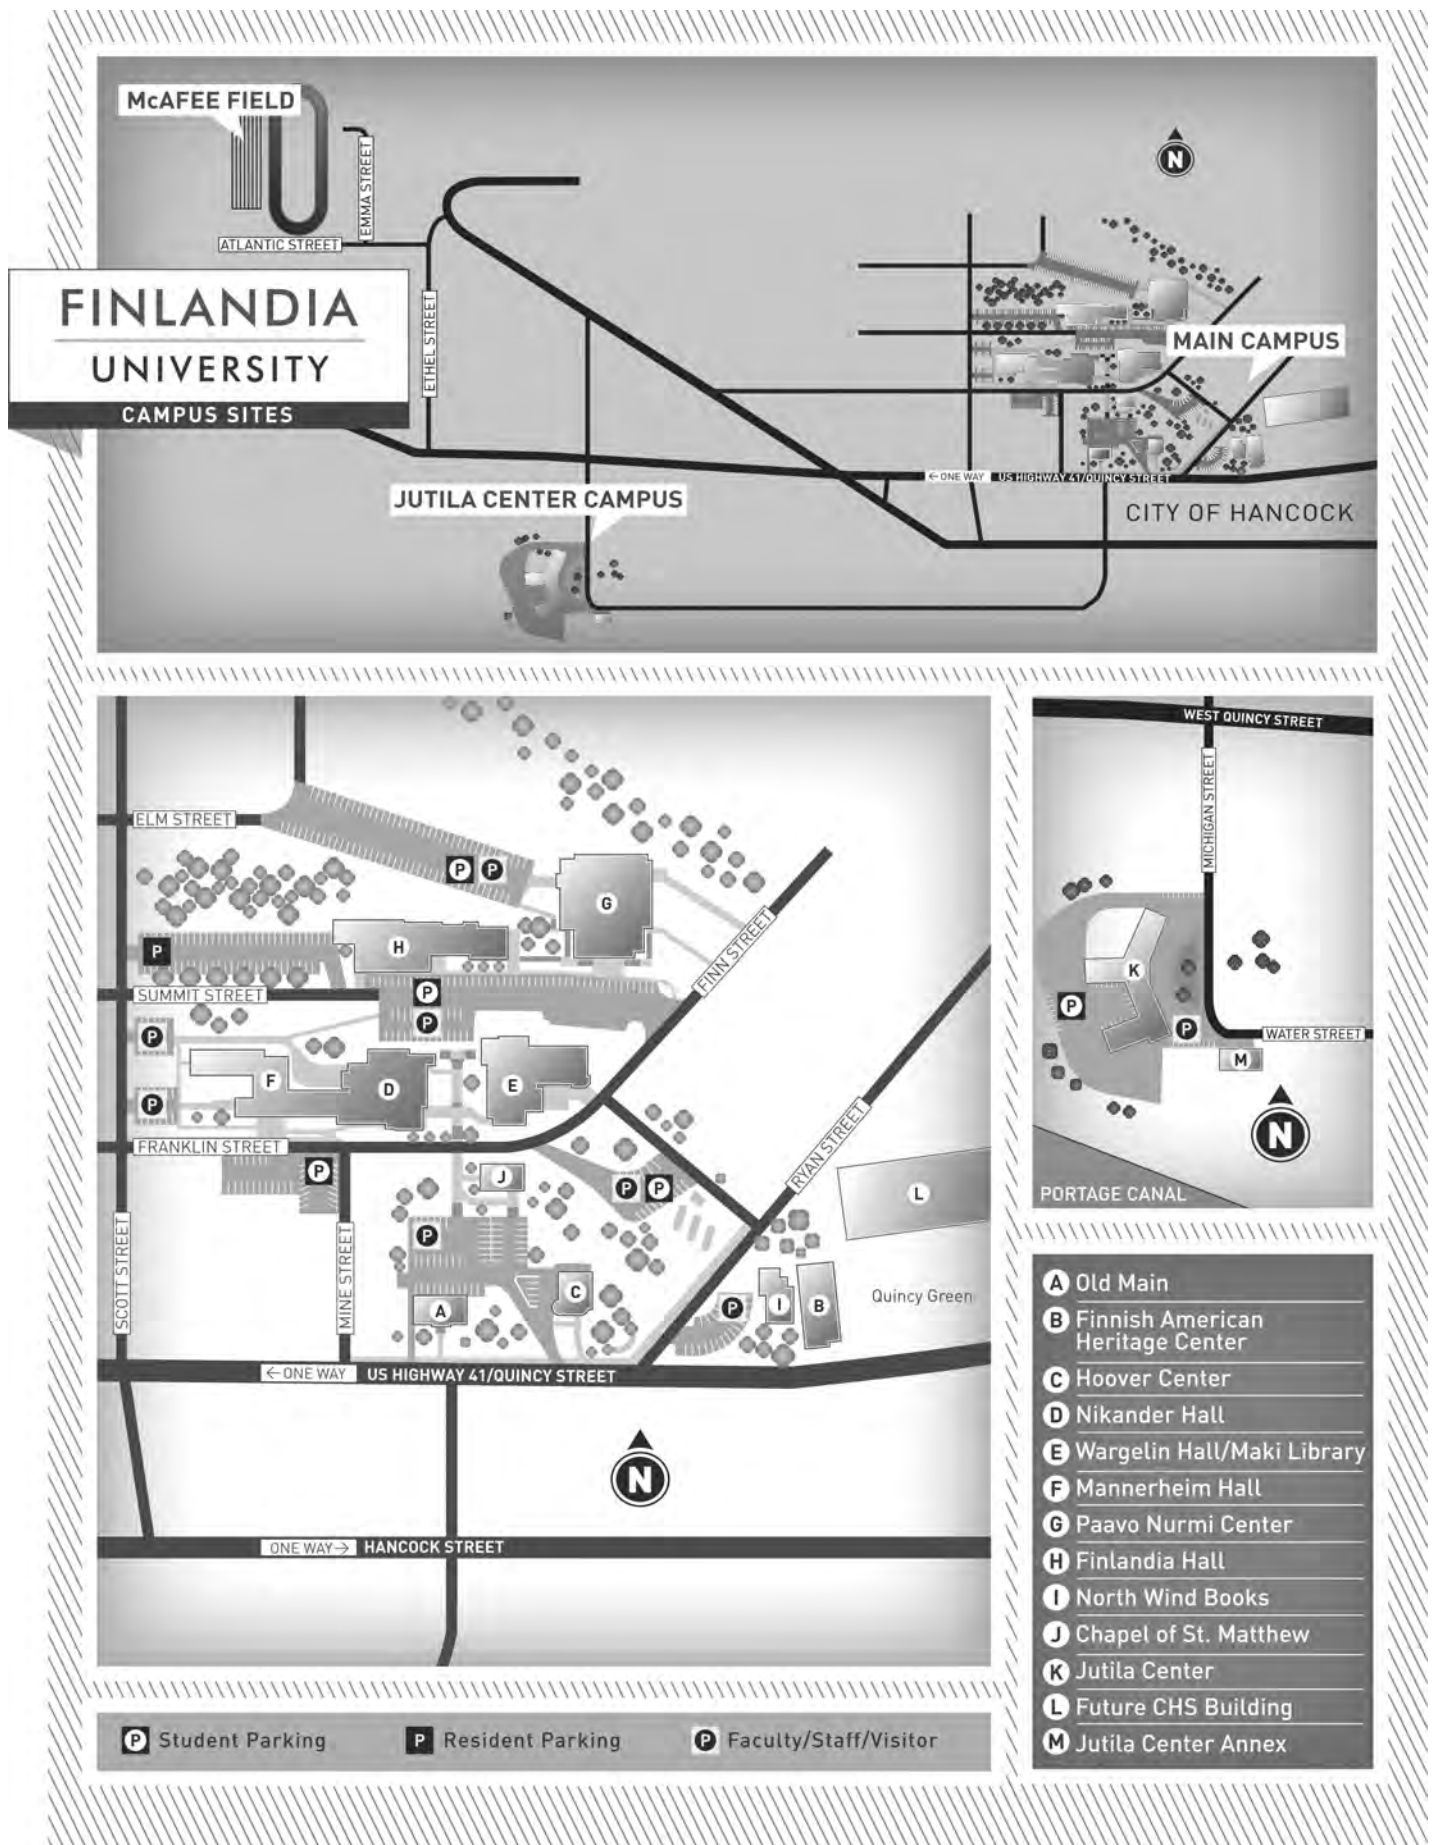 McAFEE FIELD
EMMA STREET
N
ATLANTIC STREET
FINLANDIA
UNIVERSITY
CAMPUS SITES
ETHEL STREET
MAIN CAMPUS
JUTILA CENTER CAMPUS
←ONE WAY
US HIGHWAY 41/QUINCY STREET
CITY OF HANCOCK
ELM STREET
P
P
G
H
P
FINN STREET
SUMMIT STREET
P
P
P
F
D
E
P
FRANKLIN STREET
P
J
P
P
RYAN STREET
L
SCOTT STREET
MINE STREET
P
A
C
P
I
B
Quincy Green
←ONE WAY
US HIGHWAY 41/QUINCY STREET
N
ONE WAY→
HANCOCK STREET
WEST QUINCY STREET
MICHIGAN STREET
K
P
P
WATER STREET
M
N
PORTAGE CANAL
A Old Main
B Finnish American
Heritage Center
C Hoover Center
D Nikander Hall
E Wargelin Hall/Maki Library
F Mannerheim Hall
G Paavo Nurmi Center
H Finlandia Hall
I North Wind Books
J Chapel of St. Matthew
K Jutila Center
L Future CHS Building
M Jutila Center Annex
P Student Parking
P Resident Parking
P Faculty/Staff/Visitor